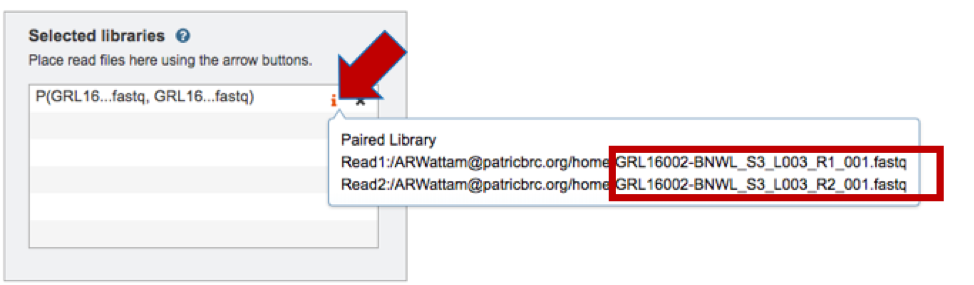 Selected libraries ?
Place read files here using the arrow buttons.
P(GRL16...fastq, GRL16...fastq) i x
Paired Library
Read1:/ARWattam@patricbrc.org/home/GRL16002-BNWL_S3_L003_R1_001.fastq
Read2:/ARWattam@patricbrc.org/home/GRL16002-BNWL_S3_L003_R2_001.fastq